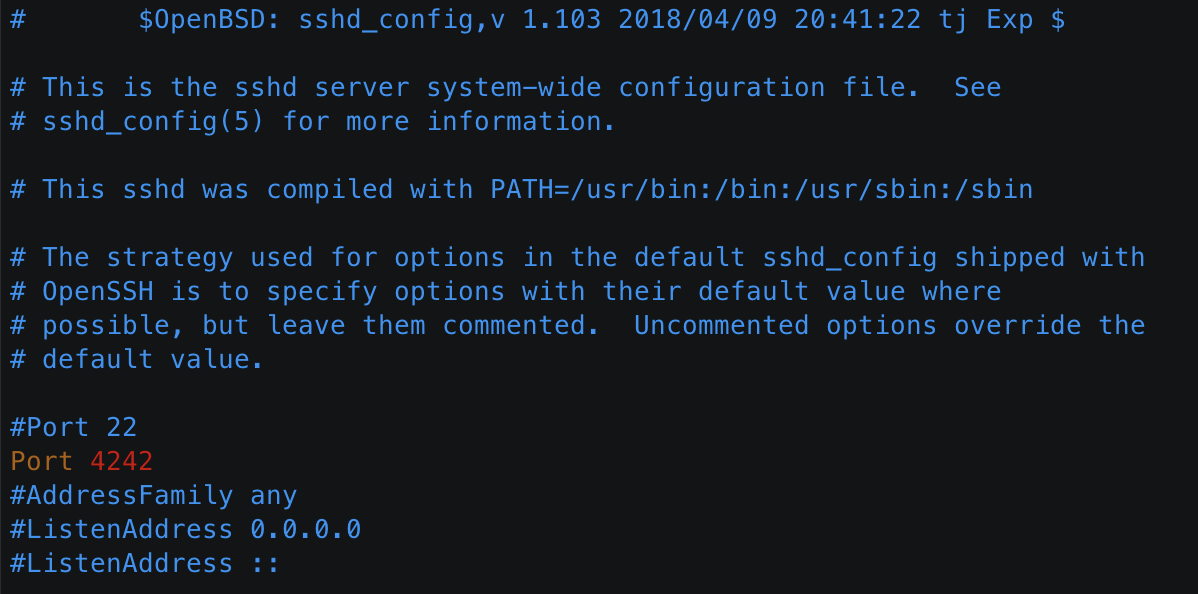 #       $OpenBSD: sshd_config,v 1.103 2018/04/09 20:41:22 tj Exp $
# This is the sshd server system-wide configuration file.  See
# sshd_config(5) for more information.
# This sshd was compiled with PATH=/usr/bin:/bin:/usr/sbin:/sbin
# The strategy used for options in the default sshd_config shipped with
# OpenSSH is to specify options with their default value where
# possible, but leave them commented.  Uncommented options override the
# default value.
#Port 22
Port 4242
#AddressFamily any
#ListenAddress 0.0.0.0
#ListenAddress ::